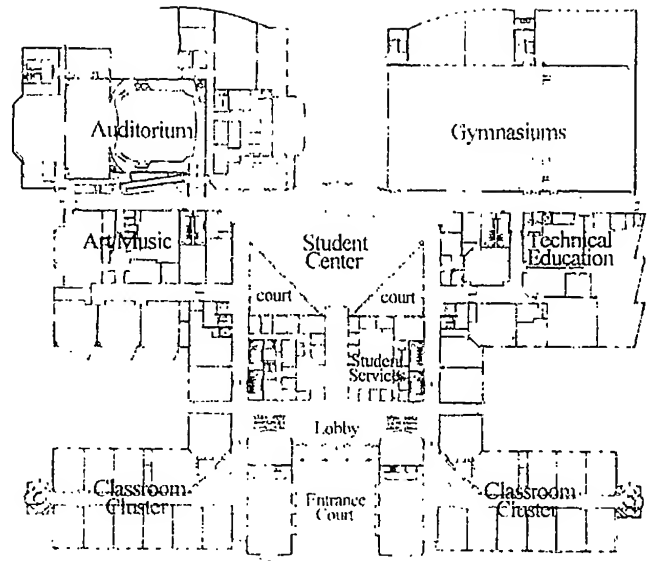 Auditorium
Gymnasiums
Art/Music
Student
Center
Technical
Education
court
court
Student
Services
Lobby
Classroom
Cluster
Entrance
Court
Classroom
Cluster